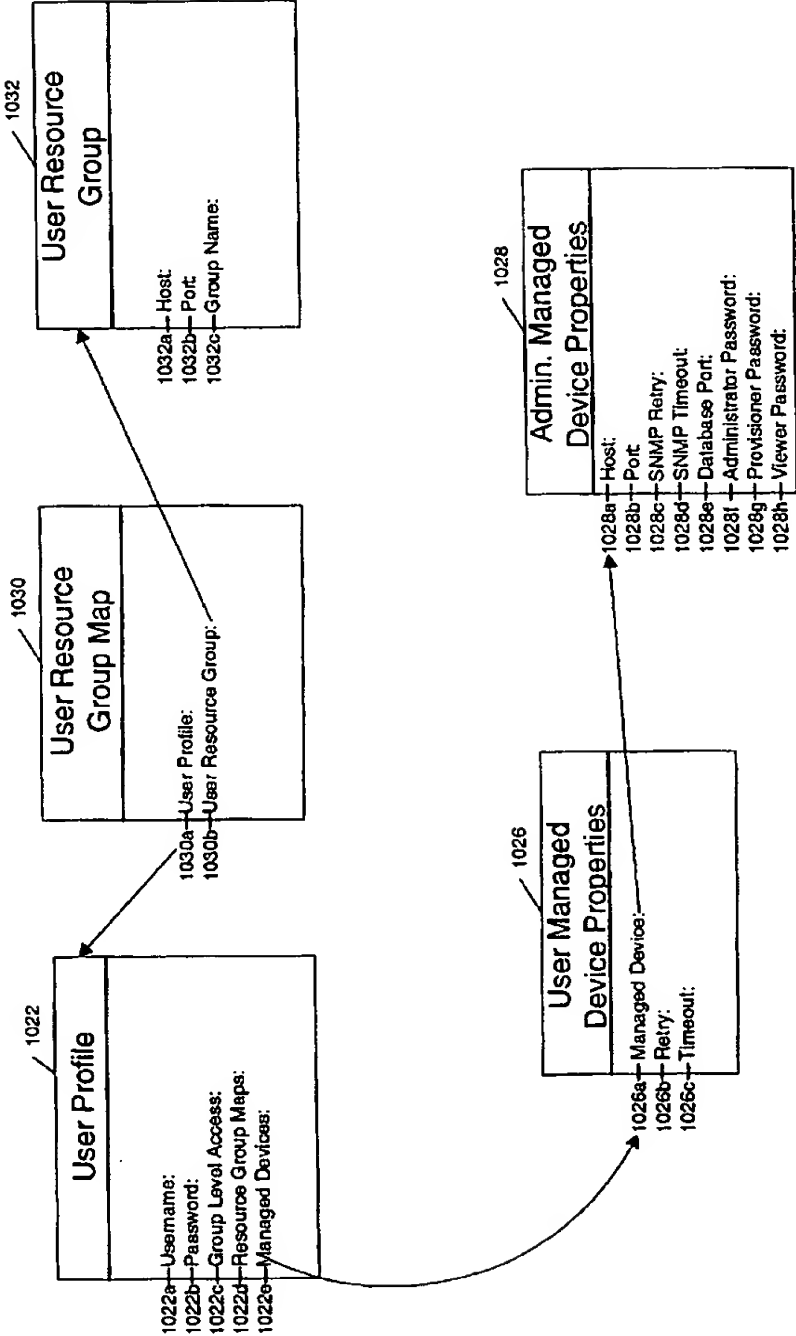 1022
User Profile
1022a Username:
1022b Password:
1022c Group Level Access:
1022d Resource Group Maps:
1022e Managed Devices:
1030
User Resource
Group Map
1030a User Profile:
1030b User Resource Group:
1032
User Resource
Group
1032a Host:
1032b Port:
1032c Group Name:
1026
User Managed
Device Properties
1026a Managed Device:
1026b Retry:
1026c Timeout:
1028
Admin. Managed
Device Properties
1028a Host:
1028b Port:
1028c SNMP Retry:
1028d SNMP Timeout:
1028e Database Port:
1028f Administrator Password:
1028g Provisioner Password:
1028h Viewer Password: